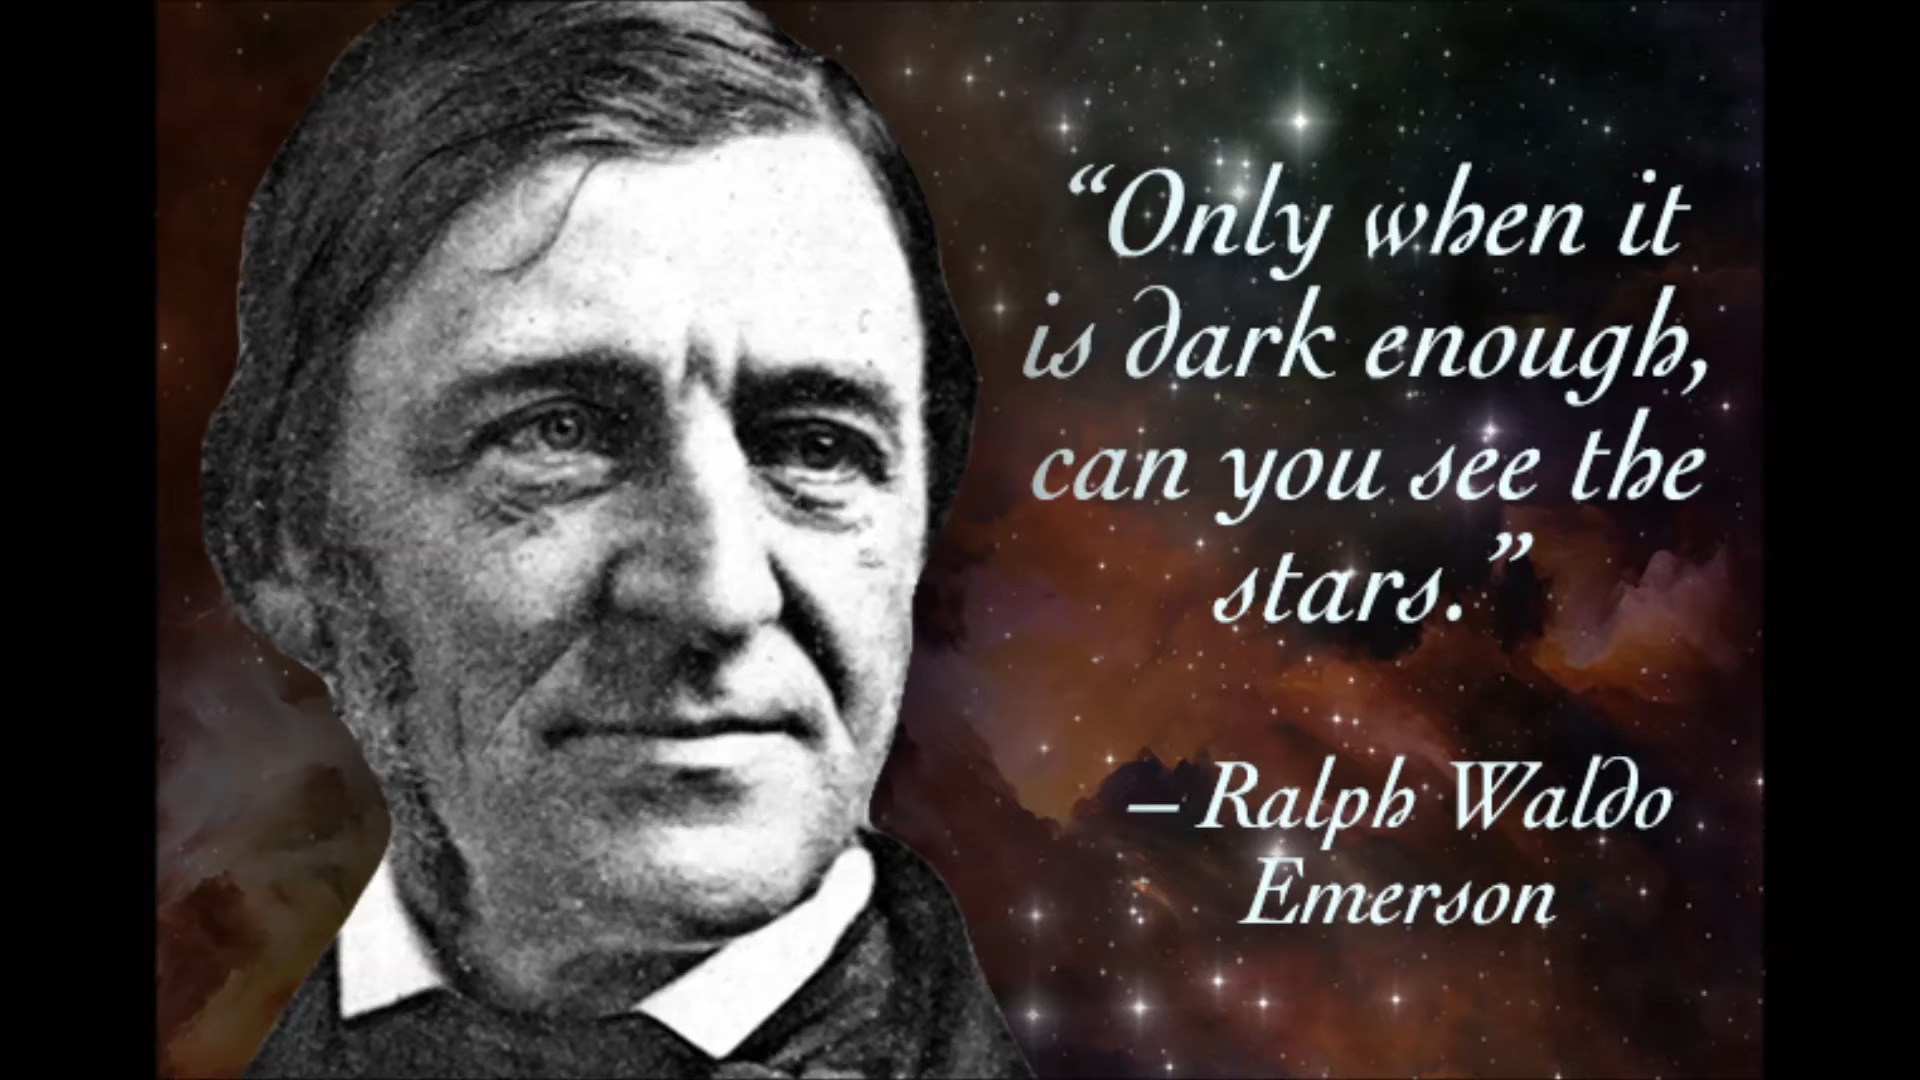 “Only when it
is dark enough,
can you see the
stars.”
– Ralph Waldo
Emerson